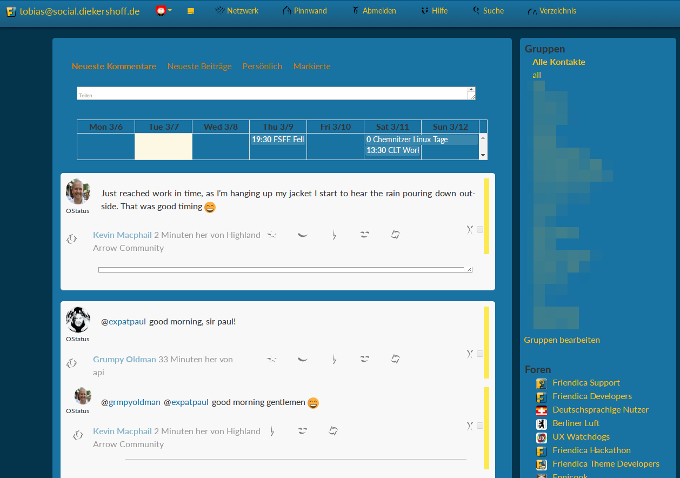 tobias@social.diekershoff.de
Netzwerk
Pinnwand
Abmelden
Hilfe
Suche
Verzeichnis
Neueste Kommentare
Neueste Beiträge
Persönlich
Markierte
Teilen
Mon 3/6
Tue 3/7
Wed 3/8
Thu 3/9
Fri 3/10
Sat 3/11
Sun 3/12
19:30 FSFE Fell
0 Chemnitzer Linux Tage
13:30 CLT Worl
Just reached work in time, as I'm hanging up my jacket I start to hear the rain pouring down out-
side. That was good timing
OStatus
Kevin Macphail 2 Minuten her von Highland
Arrow Community
@expatpaul good morning, sir paul!
OStatus
Grumpy Oldman 33 Minuten her von
api
@grmpyoldman @expatpaul good morning gentlemen
OStatus
Kevin Macphail 2 Minuten her von Highland
Arrow Community
Gruppen
Alle Kontakte
alll
Gruppen bearbeiten
Foren
Friendica Support
Friendica Developers
Deutschsprachige Nutzer
Berliner Luft
UX Watchdogs
Friendica Hackathon
Friendica Theme Developers